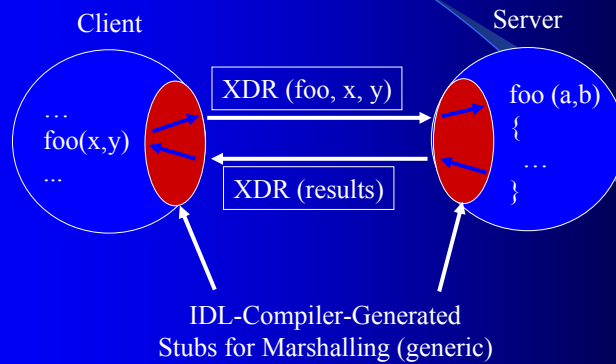 Client
Server
XDR (foo, x, y)
foo (a,b)
…
{
foo(x,y)
…
...
XDR (results)
}
IDL-Compiler-Generated
Stubs for Marshalling (generic)